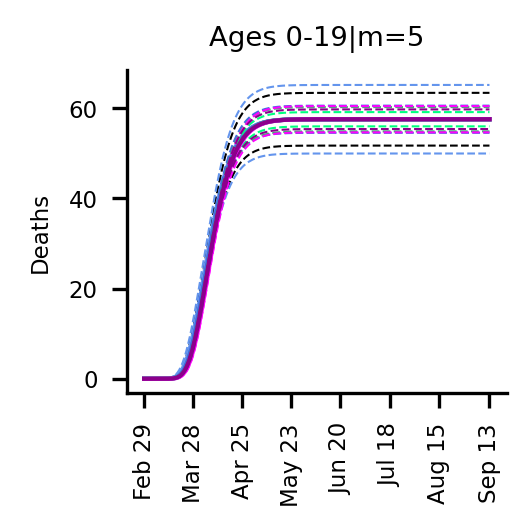 Ages 0-19|m=5
Deaths
60
40
20
0
Feb 29
Mar 28
Apr 25
May 23
Jun 20
Jul 18
Aug 15
Sep 13